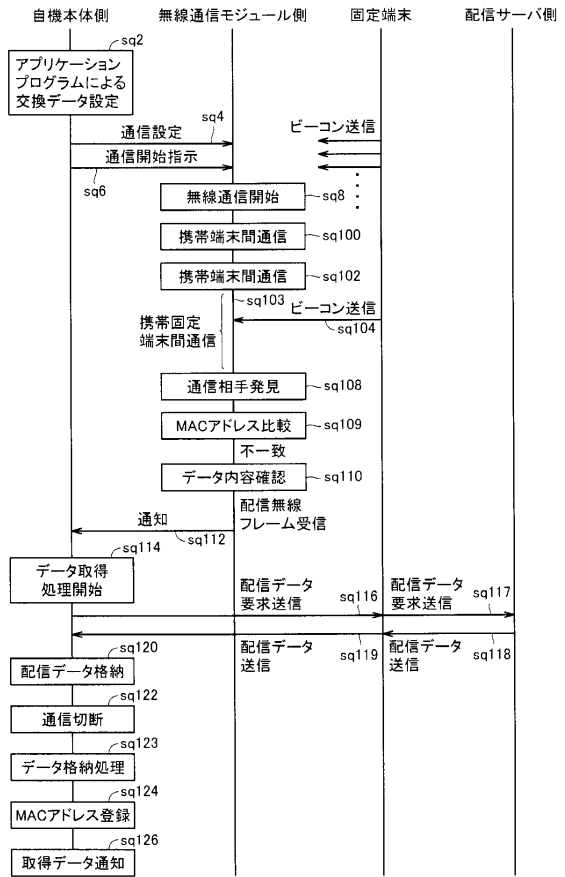 自機本体側
無線通信モジュール側
固定端末
配信サーバ側
sq2
アプリケーション
プログラムによる
交換データ設定
通信設定
sq4
ビーコン送信
通信開始指示
sq6
無線通信開始
sq8
携帯端末間通信
sq100
携帯端末間通信
sq102
sq103
ビーコン送信
sq104
携帯固定
端末間通信
通信相手発見
sq108
MACアドレス比較
sq109
不一致
データ内容確認
sq110
配信無線
フレーム受信
通知
sq112
sq114
データ取得
処理開始
配信データ
要求送信
sq116
配信データ
要求送信
sq117
配信データ
送信
sq119
配信データ
送信
sq118
sq120
配信データ格納
sq122
通信切断
sq123
データ格納処理
sq124
MACアドレス登録
sq126
取得データ通知